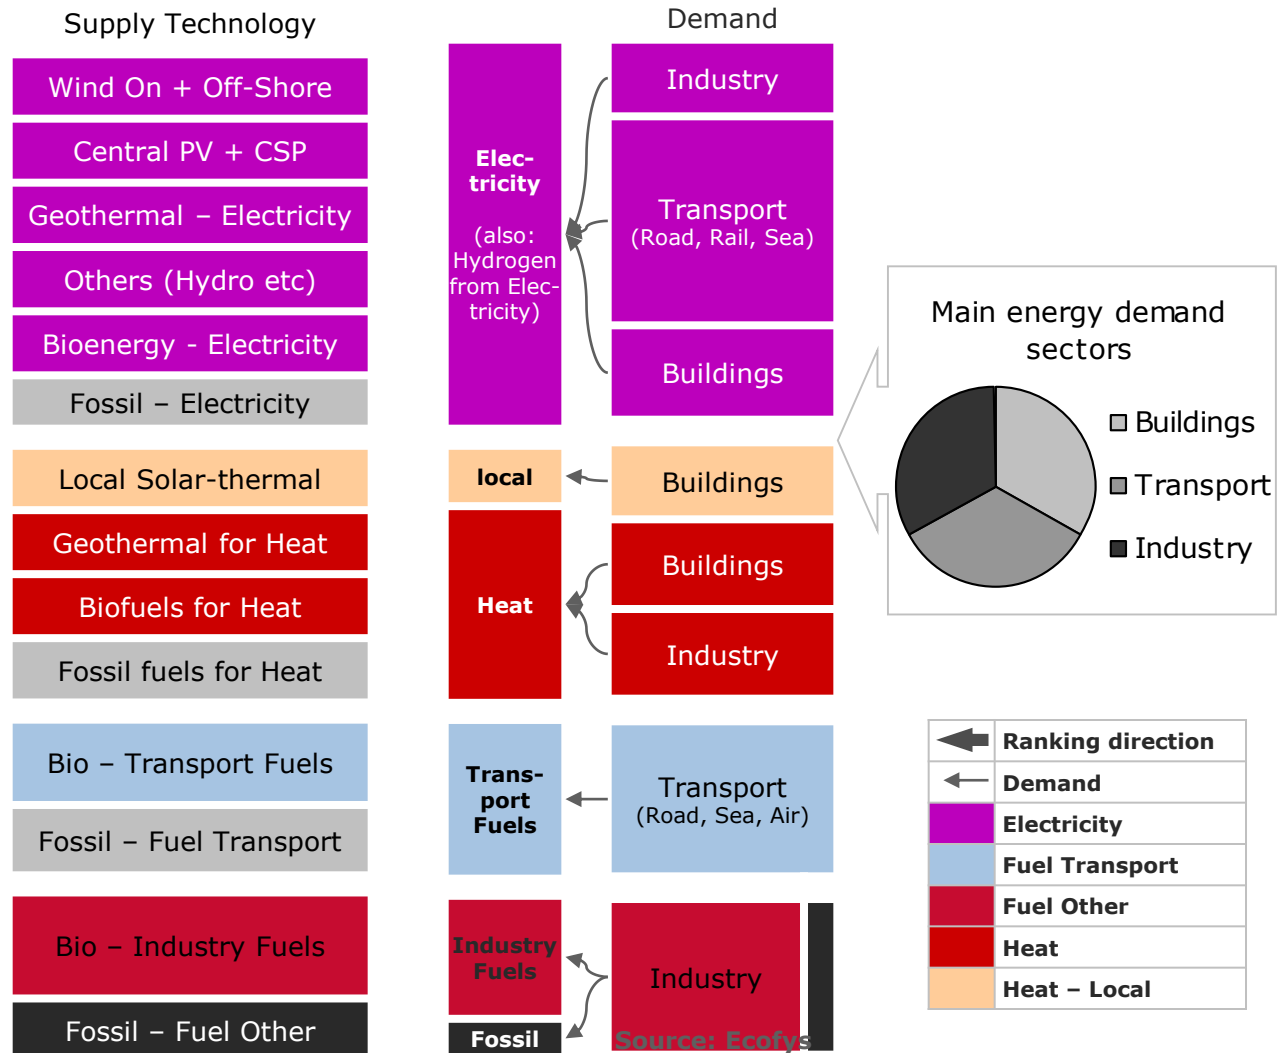 Supply Technology
Wind On + Off-Shore
Central PV + CSP
Geothermal – Electricity
Others (Hydro etc)
Bioenergy - Electricity
Fossil – Electricity
Local Solar-thermal
Geothermal for Heat
Biofuels for Heat
Fossil fuels for Heat
Bio – Transport Fuels
Fossil – Fuel Transport
Bio – Industry Fuels
Fossil – Fuel Other
Elec-
tricity
(also:
Hydrogen
from Elec-
tricity)
local
Heat
Trans-
port
Fuels
Industry
Fuels
Fossil
Demand
Industry
Transport
(Road, Rail, Sea)
Buildings
Buildings
Buildings
Industry
Transport
(Road, Sea, Air)
Industry
Source: Ecofys
Main energy demand
sectors
Buildings
Transport
Industry
Ranking direction
Demand
Electricity
Fuel Transport
Fuel Other
Heat
Heat – Local